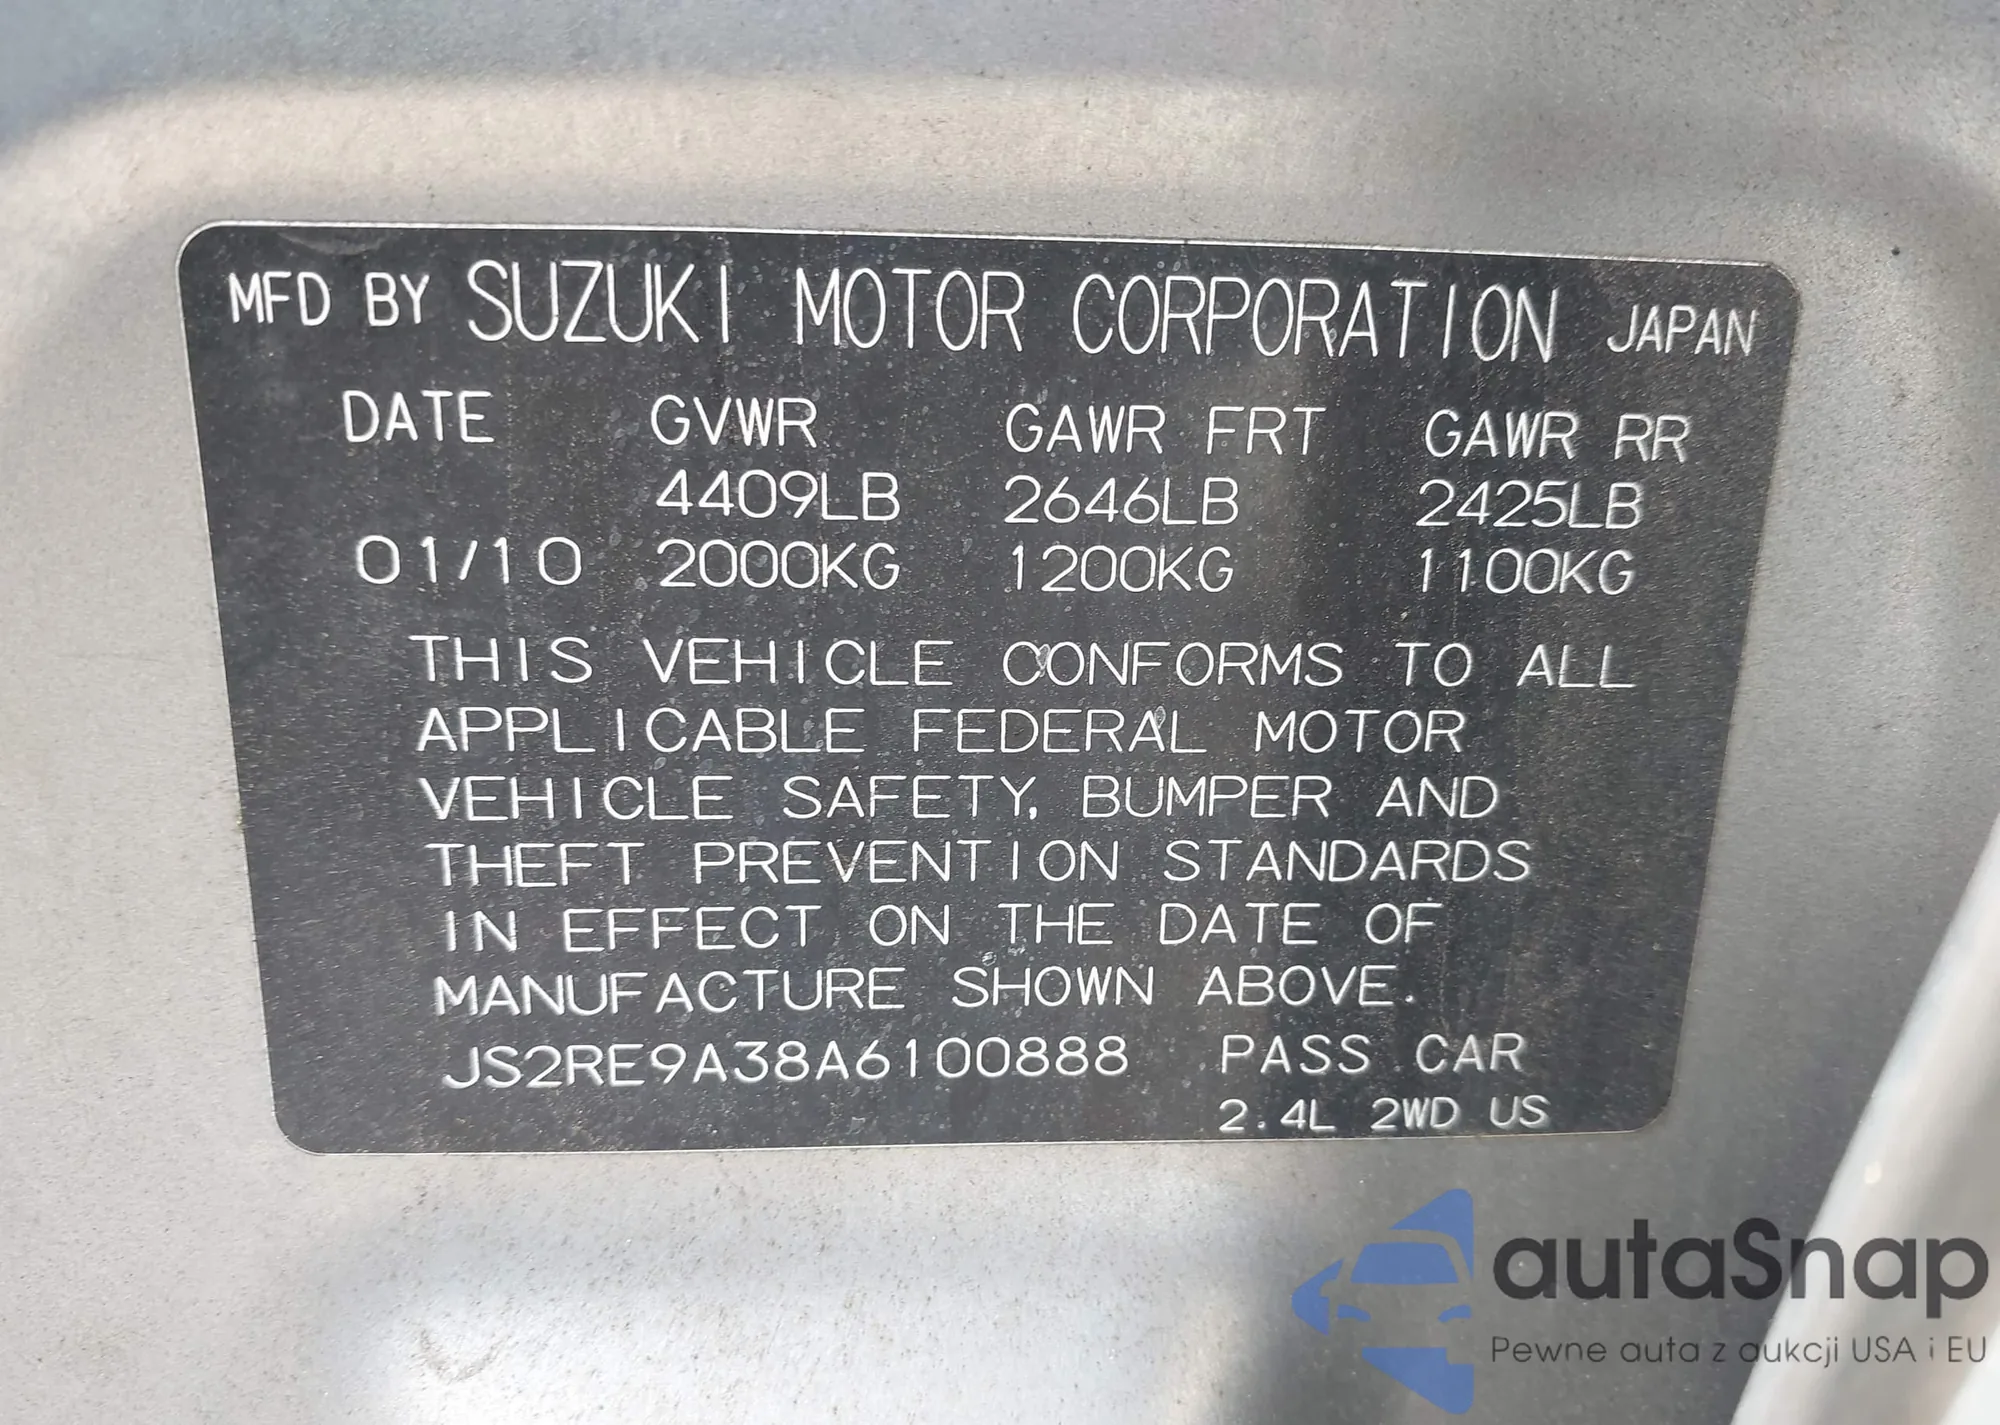 MFD BY SUZUKI MOTOR CORPORATION JAPAN
DATE GVWR GAWR FRT GAWR RR
4409LB 2646LB 2425LB
01/10 2000KG 1200KG 1100KG
THIS VEHICLE CONFORMS TO ALL
APPLICABLE FEDERAL MOTOR
VEHICLE SAFETY, BUMPER AND
THEFT PREVENTION STANDARDS
IN EFFECT ON THE DATE OF
MANUFACTURE SHOWN ABOVE.
JS2RE9A38A6100888 PASS CAR
2.4L 2WD US
autaSnap
Pewne auta z aukcji USA i EU